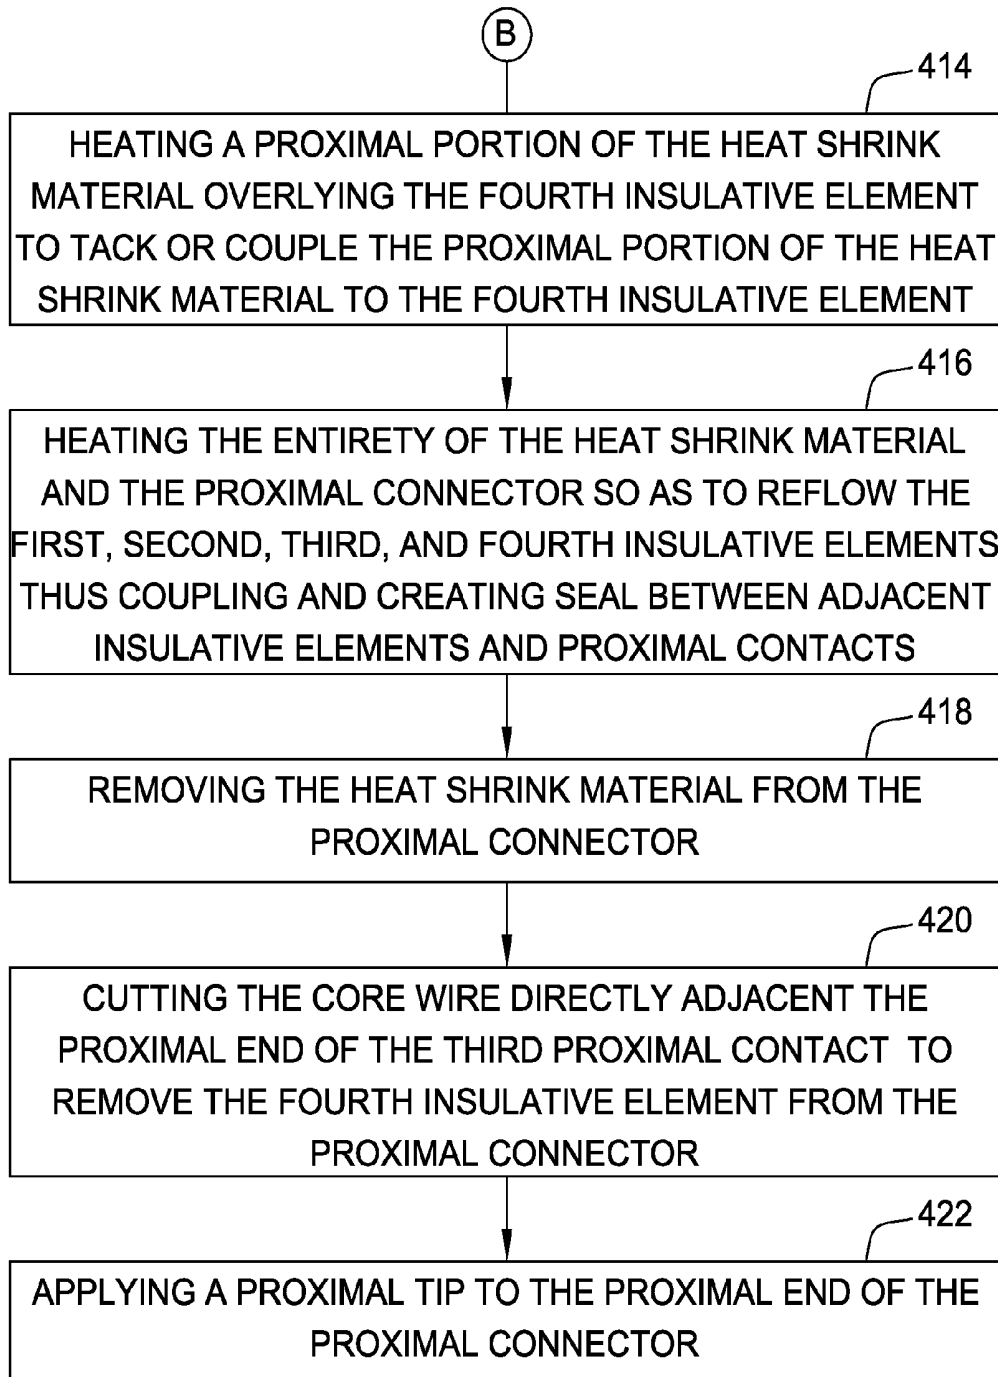 B
414
HEATING A PROXIMAL PORTION OF THE HEAT SHRINK
MATERIAL OVERLYING THE FOURTH INSULATIVE ELEMENT
TO TACK OR COUPLE THE PROXIMAL PORTION OF THE HEAT
SHRINK MATERIAL TO THE FOURTH INSULATIVE ELEMENT
416
HEATING THE ENTIRETY OF THE HEAT SHRINK MATERIAL
AND THE PROXIMAL CONNECTOR SO AS TO REFLOW THE
FIRST, SECOND, THIRD, AND FOURTH INSULATIVE ELEMENTS
THUS COUPLING AND CREATING SEAL BETWEEN ADJACENT
INSULATIVE ELEMENTS AND PROXIMAL CONTACTS
418
REMOVING THE HEAT SHRINK MATERIAL FROM THE
PROXIMAL CONNECTOR
420
CUTTING THE CORE WIRE DIRECTLY ADJACENT THE
PROXIMAL END OF THE THIRD PROXIMAL CONTACT TO
REMOVE THE FOURTH INSULATIVE ELEMENT FROM THE
PROXIMAL CONNECTOR
422
APPLYING A PROXIMAL TIP TO THE PROXIMAL END OF THE
PROXIMAL CONNECTOR